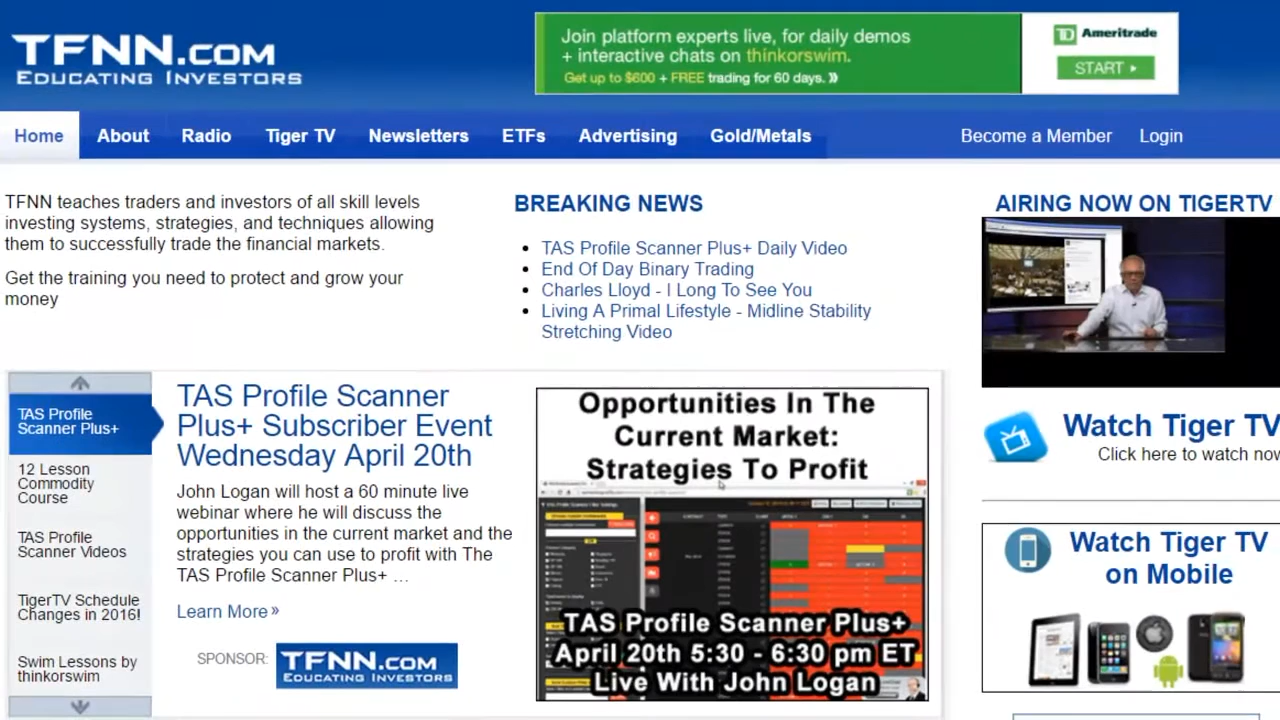 TFNN.COM
EDUCATING INVESTORS
Join platform experts live, for daily demos
+ interactive chats on thinkorswim.
Get up to $600 + FREE trading for 60 days. »
TD Ameritrade
START ▸
Home
About
Radio
Tiger TV
Newsletters
ETFs
Advertising
Gold/Metals
Become a Member
Login
TFNN teaches traders and investors of all skill levels
investing systems, strategies, and techniques allowing
them to successfully trade the financial markets.
Get the training you need to protect and grow your
money
BREAKING NEWS
TAS Profile Scanner Plus+ Daily Video
End Of Day Binary Trading
Charles Lloyd - I Long To See You
Living A Primal Lifestyle - Midline Stability
Stretching Video
AIRING NOW ON TIGERTV
TAS Profile
Scanner Plus+
12 Lesson
Commodity
Course
TAS Profile
Scanner Videos
TigerTV Schedule
Changes in 2016!
Swim Lessons by
thinkorswim
TAS Profile Scanner
Plus+ Subscriber Event
Wednesday April 20th
John Logan will host a 60 minute live
webinar where he will discuss the
opportunities in the current market and the
strategies you can use to profit with The
TAS Profile Scanner Plus+ …
Learn More »
SPONSOR:
TFNN.COM
EDUCATING INVESTORS
Opportunities In The
Current Market:
Strategies To Profit
TAS Profile Scanner Plus+
April 20th 5:30 - 6:30 pm ET
Live With John Logan
Watch Tiger TV
Click here to watch now
Watch Tiger TV
on Mobile